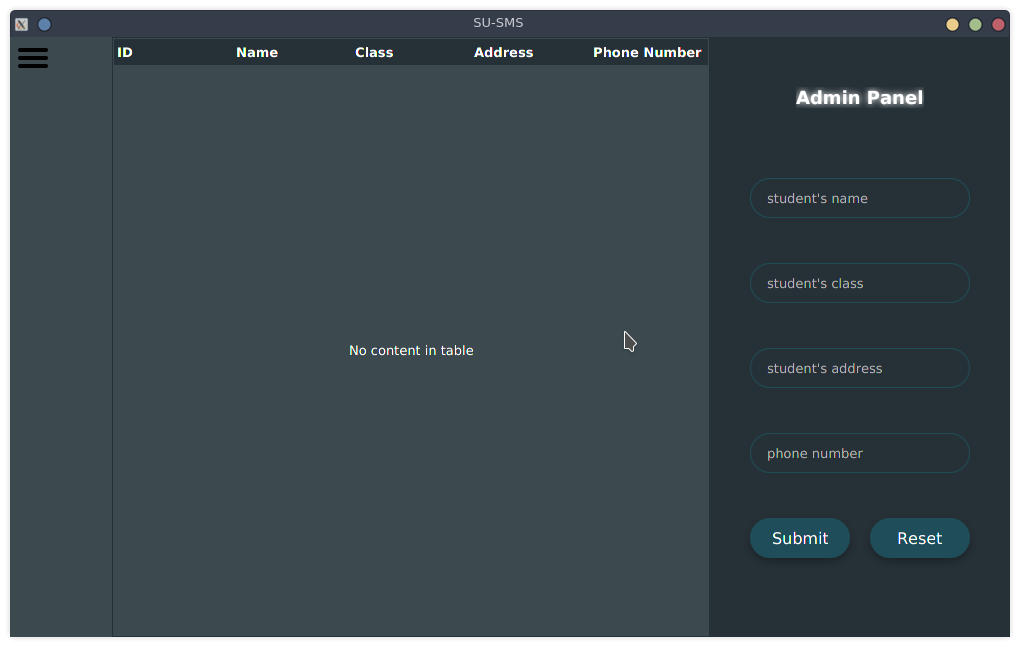 SU-SMS
ID Name Class Address Phone Number
No content in table
Admin Panel
student's name
student's class
student's address
phone number
Submit Reset